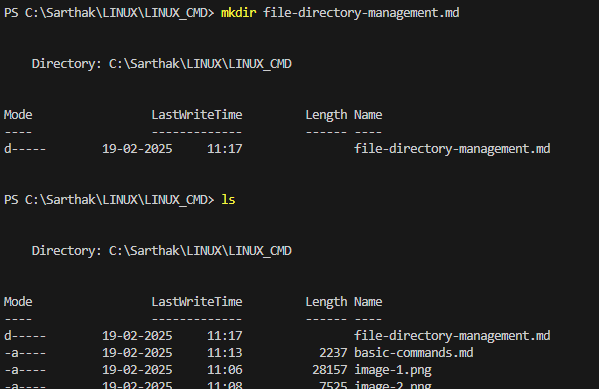 PS C:\Sarthak\LINUX\LINUX_CMD> mkdir file-directory-management.md
Directory: C:\Sarthak\LINUX\LINUX_CMD
Mode LastWriteTime Length Name
---- ------------- ------ ----
d----- 19-02-2025 11:17 file-directory-management.md
PS C:\Sarthak\LINUX\LINUX_CMD> ls
Directory: C:\Sarthak\LINUX\LINUX_CMD
Mode LastWriteTime Length Name
---- ------------- ------ ----
d----- 19-02-2025 11:17 file-directory-management.md
-a---- 19-02-2025 11:13 2237 basic-commands.md
-a---- 19-02-2025 11:06 28157 image-1.png
-a---- 19-02-2025 11:08 7525 image-2.png